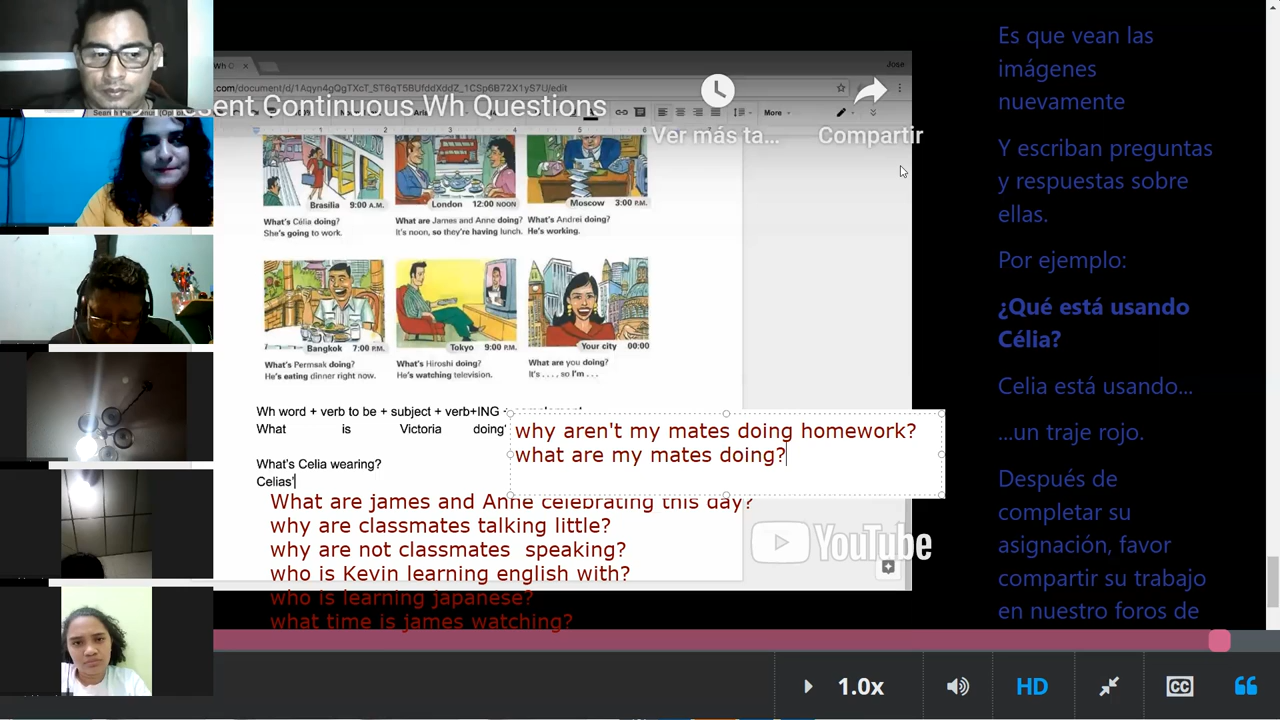 Jose
.com/document/d/1Aqyn4gQgTXcT_ST6qT5BUfddXddZ_1CSp6B72X1yS7U/edit
esent Continuous Wh Questions
More
Ver más ta...
Compartir
Brasilia 9:00 A.M.
London 12:00 NOON
Moscow 3:00 P.M.
What's Célia doing?
She's going to work.
What are James and Anne doing?
It's noon, so they're having lunch.
What's Andrei doing?
He's working.
Bangkok 7:00 P.M.
Tokyo 9:00 P.M.
Your city 00:00
What's Permsak doing?
He's eating dinner right now.
What's Hiroshi doing?
He's watching television.
What are you doing?
It's . . . , so I'm . . .
Wh word + verb to be + subject + verb+ING
What is Victoria doing
What's Celia wearing?
Celias'
why aren't my mates doing homework?
what are my mates doing?
What are james and Anne celebrating this day?
why are classmates talking little?
why are not classmates speaking?
who is Kevin learning english with?
who is learning japanese?
what time is james watching?
YouTube
Es que vean las
imágenes
nuevamente
Y escriban preguntas
y respuestas sobre
ellas.
Por ejemplo:
¿Qué está usando
Célia?
Celia está usando...
...un traje rojo.
Después de
completar su
asignación, favor
compartir su trabajo
en nuestro foros de
1.0x
HD
CC